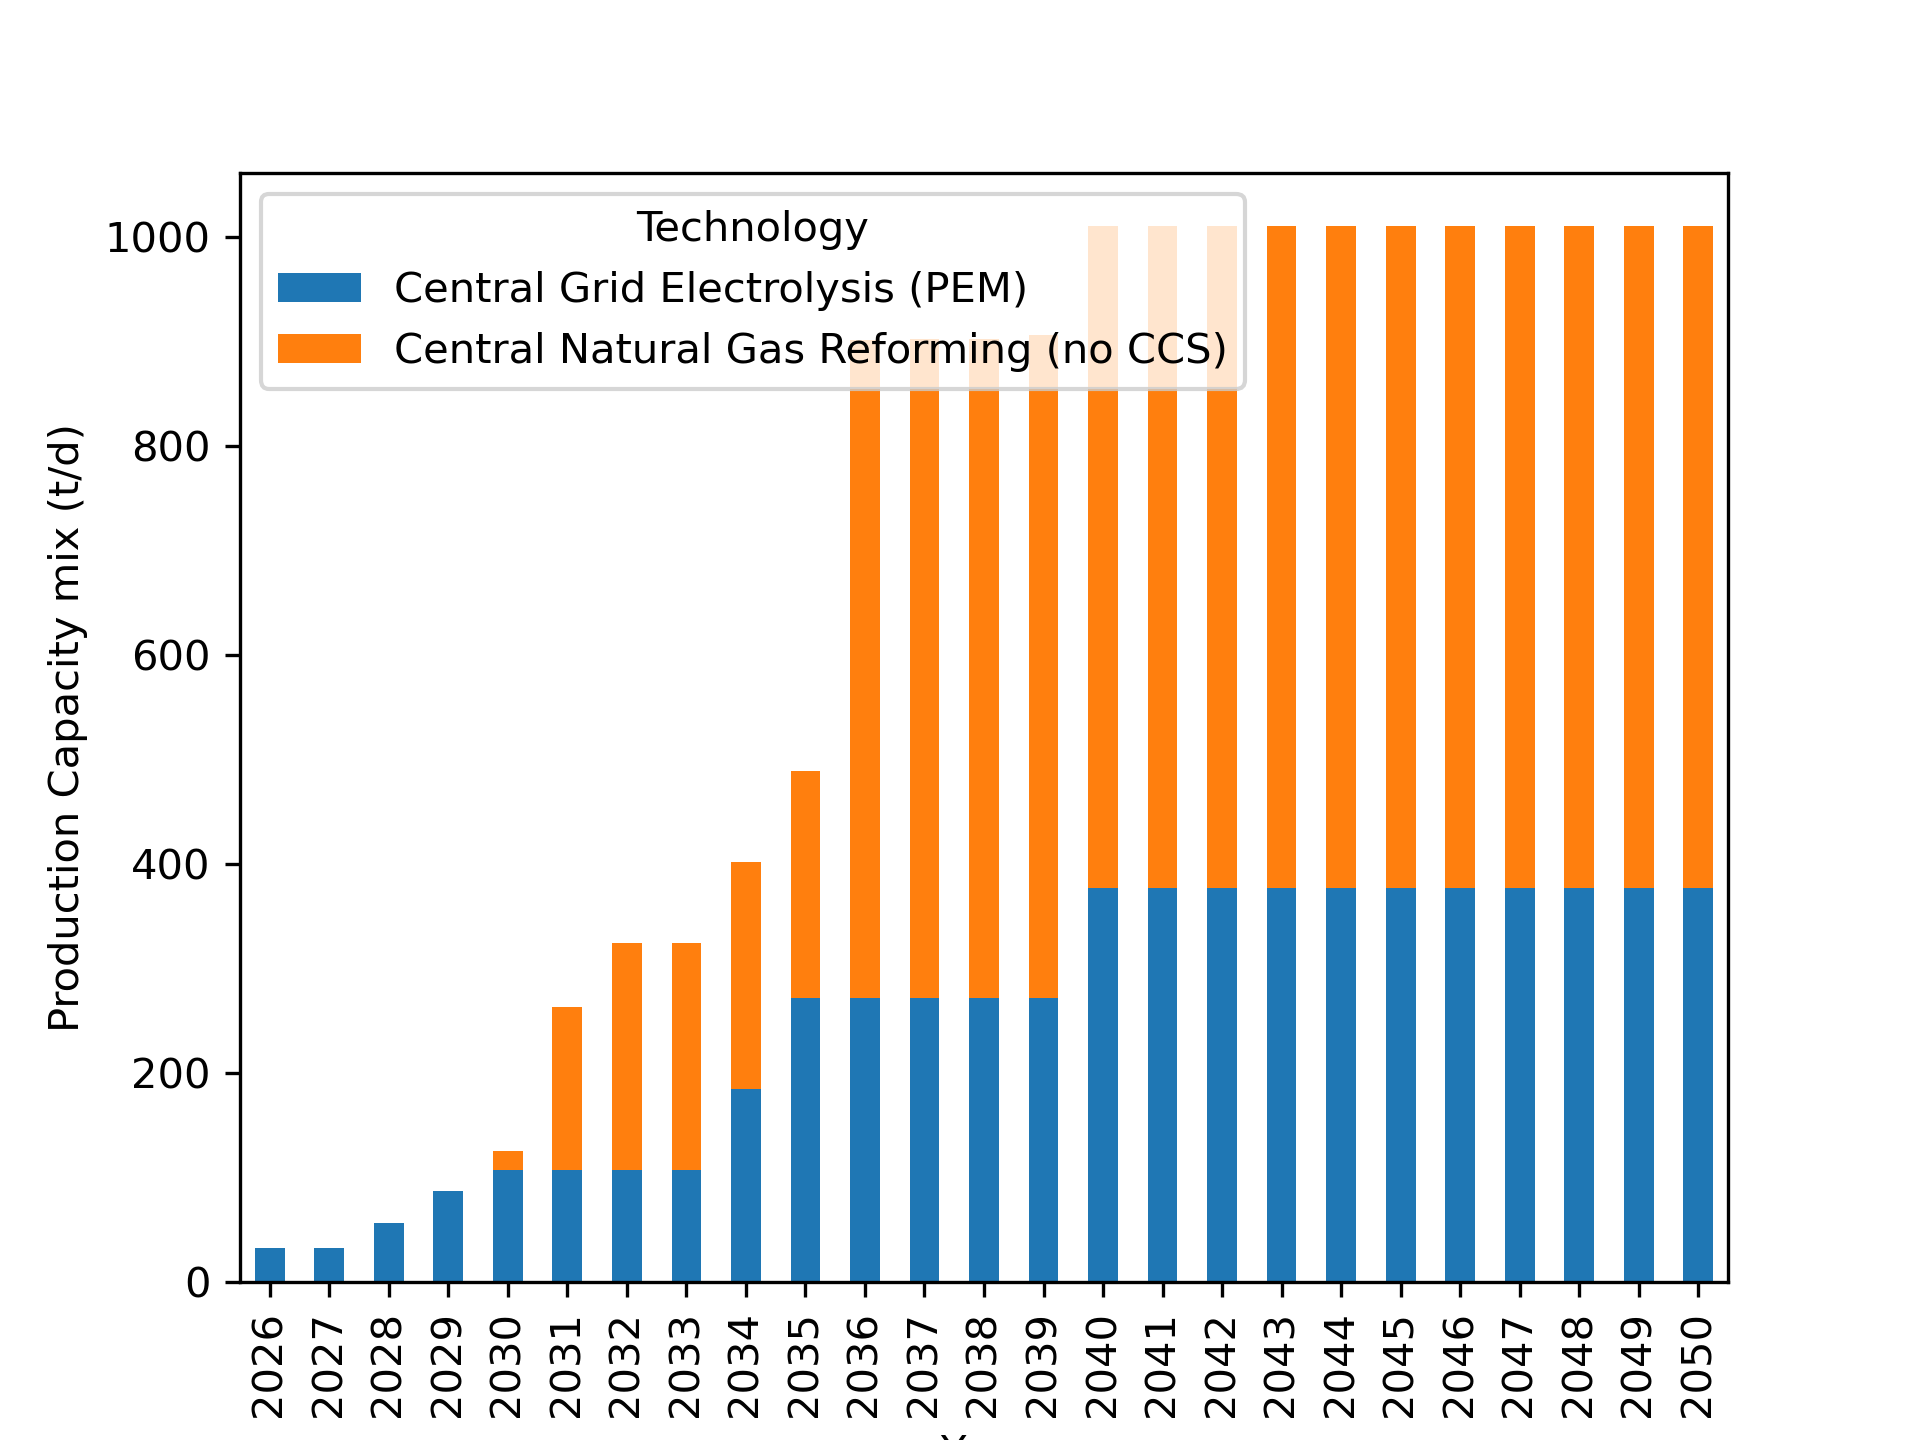 Technology
Central Grid Electrolysis (PEM)
Central Natural Gas Reforming (no CCS)
Production Capacity mix (t/d)
1000
800
600
400
200
0
2026 2027 2028 2029 2030 2031 2032 2033 2034 2035 2036 2037 2038 2039 2040 2041 2042 2043 2044 2045 2046 2047 2048 2049 2050